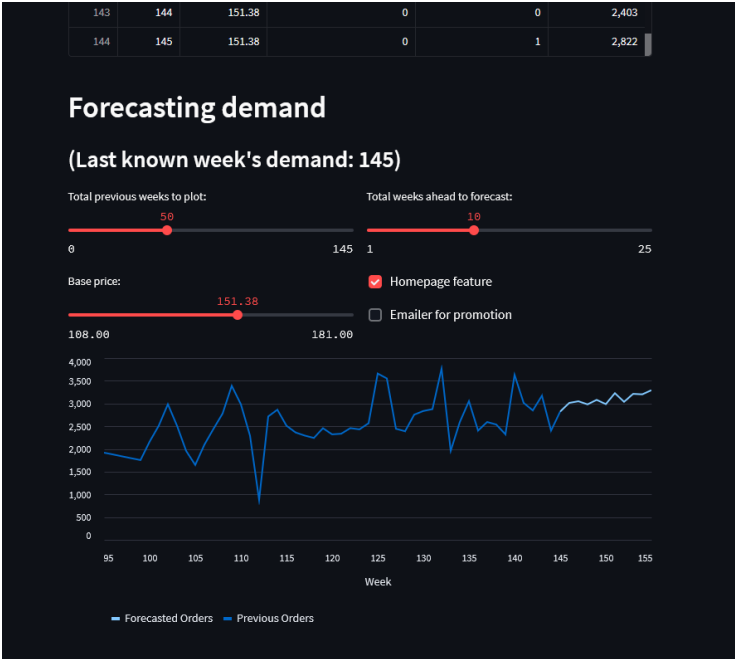 143 144 151.38 0 0 2,403
144 145 151.38 0 1 2,822
Forecasting demand
(Last known week's demand: 145)
Total previous weeks to plot: Total weeks ahead to forecast:
50 10
0 145 1 25
Base price: Homepage feature
151.38
Emailer for promotion
108.00 181.00
4,000
3,500
3,000
2,500
2,000
1,500
1,000
500
0
95 100 105 110 115 120 125 130 135 140 145 150 155
Week
Forecasted Orders Previous Orders